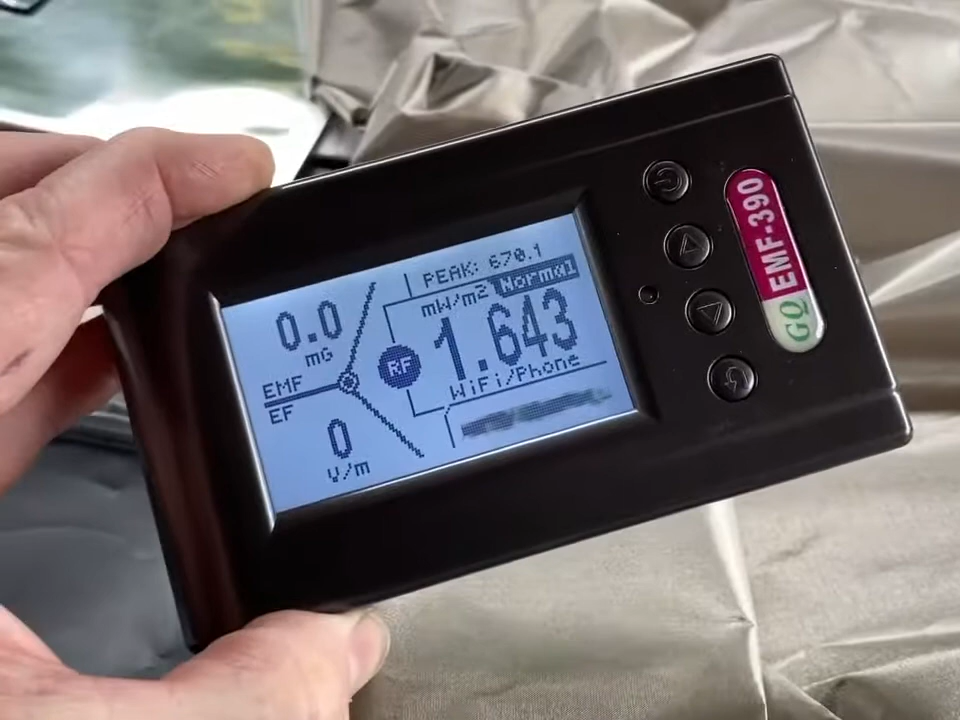 PEAK: 670.1
mW/m2
Normal
0.0
mG
1.643
RF
EMF
EF
WiFi/Phone
0
V/m
EMF-390
GQ